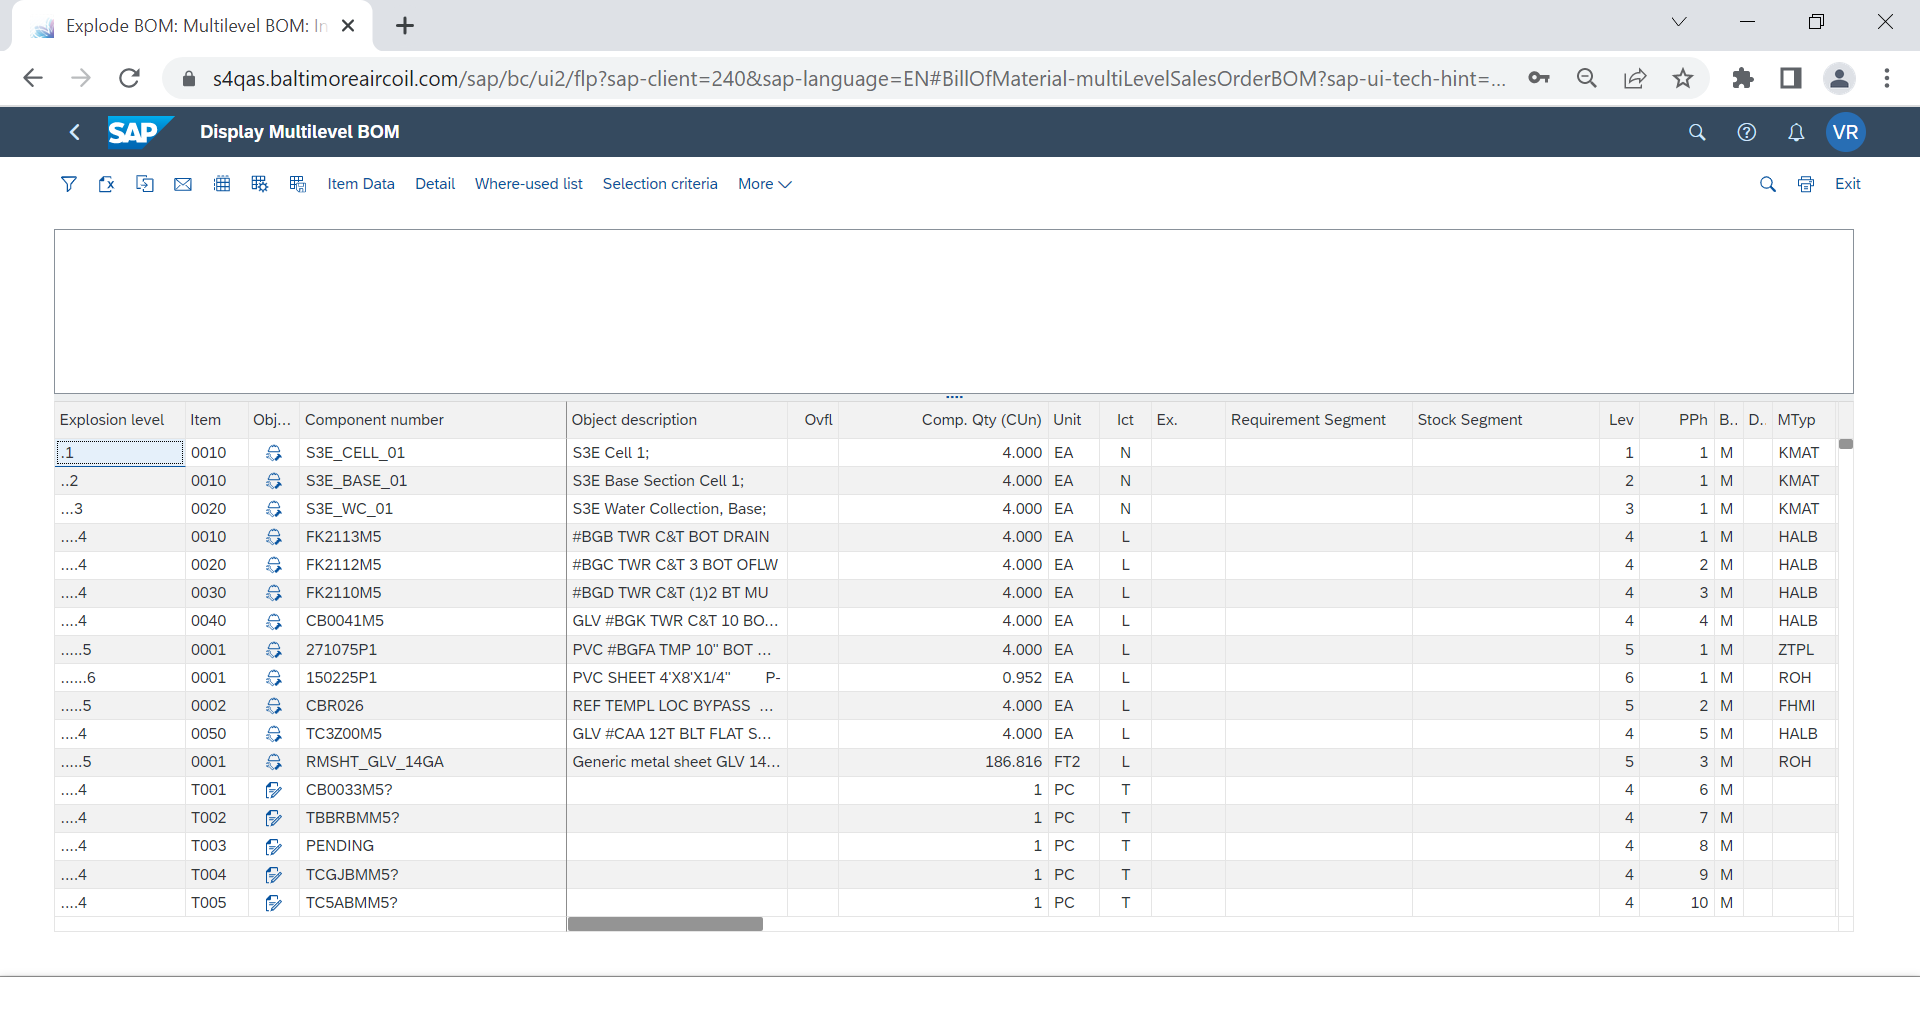 Explode BOM: Multilevel BOM: In
s4qas.baltimoreaircoil.com/sap/bc/ui2/flp?sap-client=240&sap-language=EN#BillOfMaterial-multiLevelSalesOrderBOM?sap-ui-tech-hint=...
SAP Display Multilevel BOM VR
Item Data Detail Where-used list Selection criteria More Exit
Explosion level Item Obj... Component number Object description Ovfl Comp. Qty (CUn) Unit Ict Ex. Requirement Segment Stock Segment Lev PPh B.. D.. MTyp
.1 0010 S3E_CELL_01 S3E Cell 1; 4.000 EA N 1 1 M KMAT
..2 0010 S3E_BASE_01 S3E Base Section Cell 1; 4.000 EA N 2 1 M KMAT
...3 0020 S3E_WC_01 S3E Water Collection, Base; 4.000 EA N 3 1 M KMAT
....4 0010 FK2113M5 #BGB TWR C&T BOT DRAIN 4.000 EA L 4 1 M HALB
....4 0020 FK2112M5 #BGC TWR C&T 3 BOT OFLW 4.000 EA L 4 2 M HALB
....4 0030 FK2110M5 #BGD TWR C&T (1)2 BT MU 4.000 EA L 4 3 M HALB
....4 0040 CB0041M5 GLV #BGK TWR C&T 10 BO... 4.000 EA L 4 4 M HALB
.....5 0001 271075P1 PVC #BGFA TMP 10" BOT ... 4.000 EA L 5 1 M ZTPL
......6 0001 150225P1 PVC SHEET 4'X8'X1/4" P- 0.952 EA L 6 1 M ROH
.....5 0002 CBR026 REF TEMPL LOC BYPASS ... 4.000 EA L 5 2 M FHMI
....4 0050 TC3Z00M5 GLV #CAA 12T BLT FLAT S... 4.000 EA L 4 5 M HALB
.....5 0001 RMSHT_GLV_14GA Generic metal sheet GLV 14... 186.816 FT2 L 5 3 M ROH
....4 T001 CB0033M5? 1 PC T 4 6 M
....4 T002 TBBRBMM5? 1 PC T 4 7 M
....4 T003 PENDING 1 PC T 4 8 M
....4 T004 TCGJBMM5? 1 PC T 4 9 M
....4 T005 TC5ABMM5? 1 PC T 4 10 M